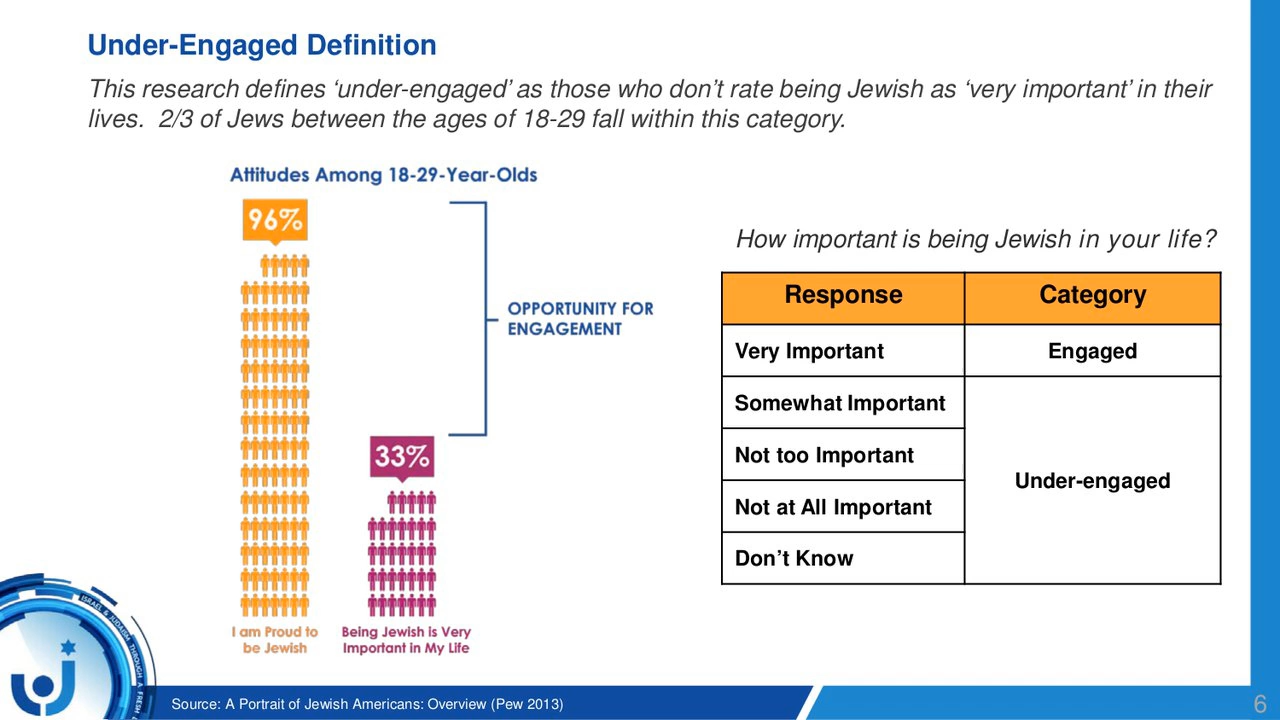 Under-Engaged Definition
This research defines ‘under-engaged’ as those who don’t rate being Jewish as ‘very important’ in their
lives.  2/3 of Jews between the ages of 18-29 fall within this category.
Attitudes Among 18-29-Year-Olds
96%
OPPORTUNITY FOR
ENGAGEMENT
33%
I am Proud to
be Jewish
Being Jewish is Very
Important in My Life
How important is being Jewish in your life?
Response Category
Very Important Engaged
Somewhat Important
Not too Important
Under-engaged
Not at All Important
Don’t Know
ISRAEL & JUDAISM THROUGH A FRESH
Source: A Portrait of Jewish Americans: Overview (Pew 2013)
6